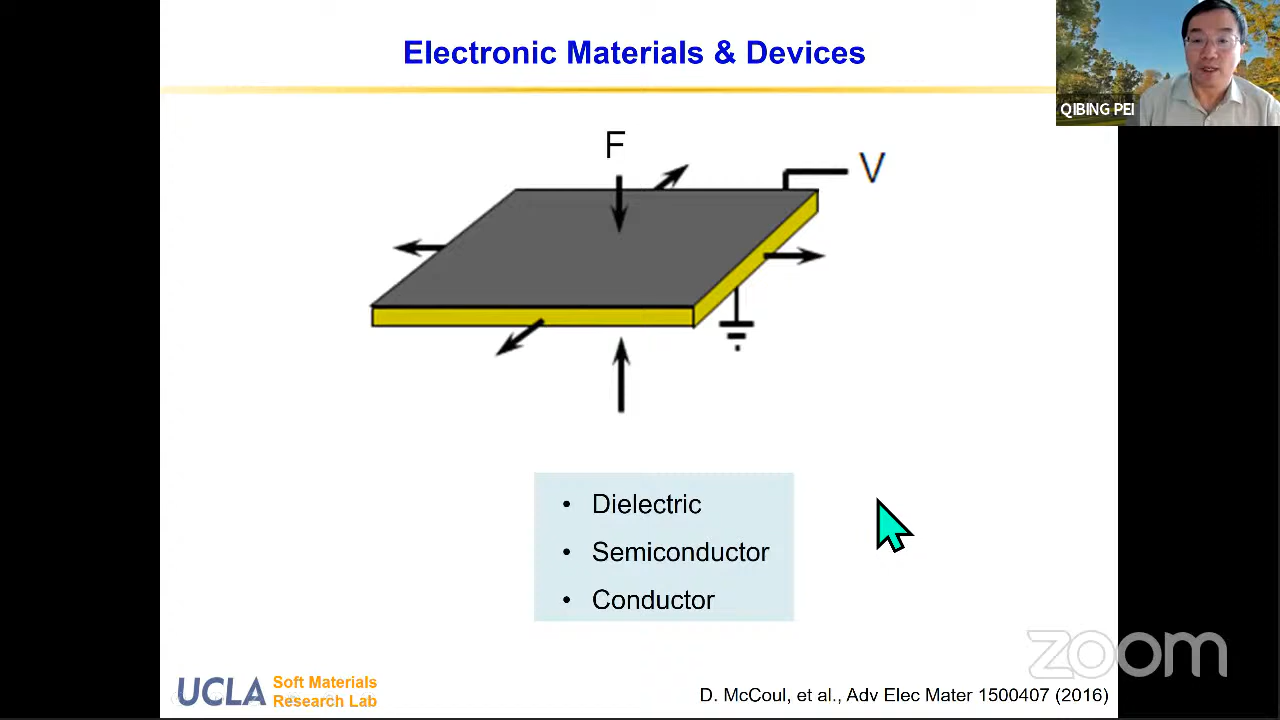 Electronic Materials & Devices
QIBING PEI
F
V
• Dielectric
• Semiconductor
• Conductor
zoom
UCLA Soft Materials
Research Lab
D. McCoul, et al., Adv Elec Mater 1500407 (2016)